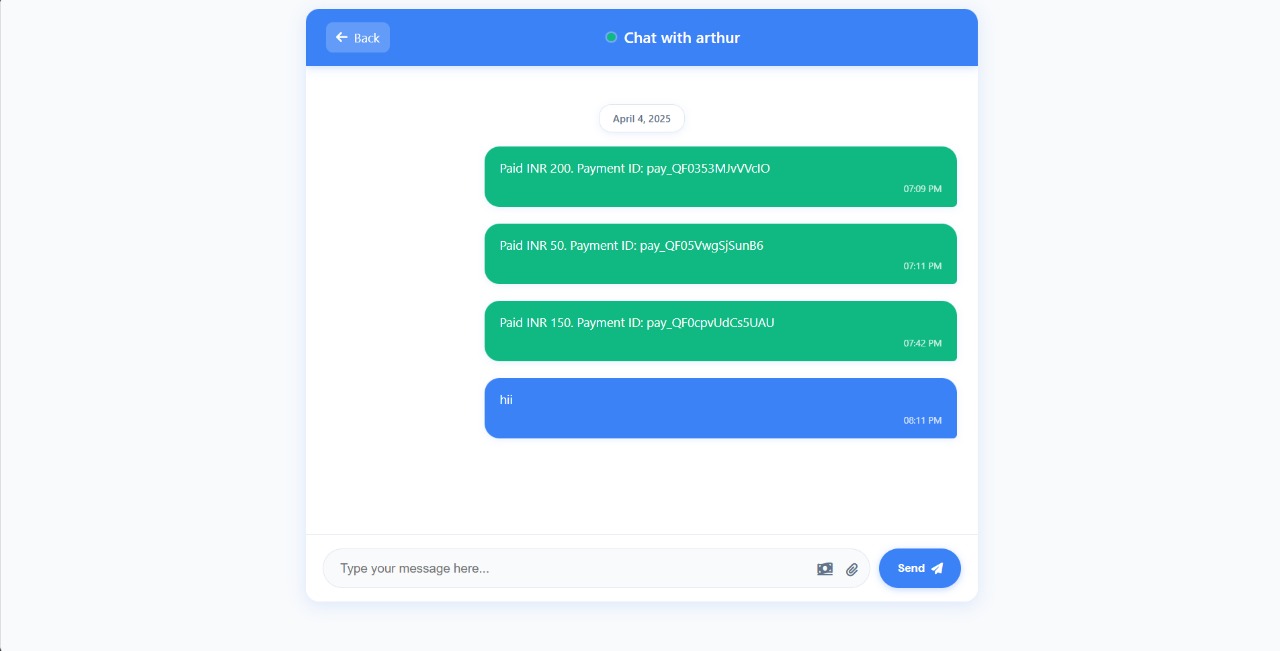 Back
Chat with arthur
April 4, 2025
Paid INR 200. Payment ID: pay_QF0353MJvVVcIO
07:09 PM
Paid INR 50. Payment ID: pay_QF05VwgSjSunB6
07:11 PM
Paid INR 150. Payment ID: pay_QF0cpvUdCs5UAU
07:42 PM
hii
08:11 PM
Type your message here...
Send